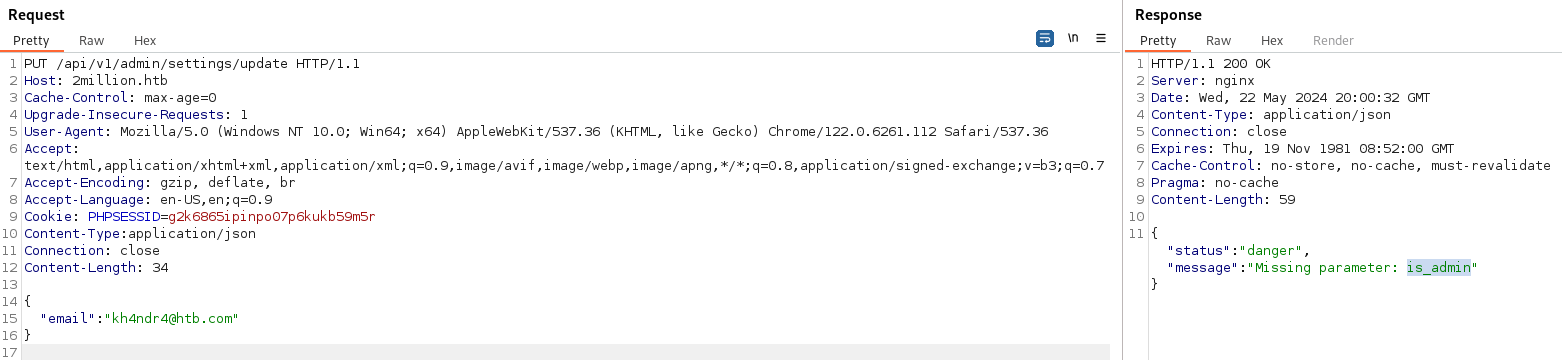 Request
Pretty Raw Hex
\n
1 PUT /api/v1/admin/settings/update HTTP/1.1
2 Host: 2million.htb
3 Cache-Control: max-age=0
4 Upgrade-Insecure-Requests: 1
5 User-Agent: Mozilla/5.0 (Windows NT 10.0; Win64; x64) AppleWebKit/537.36 (KHTML, like Gecko) Chrome/122.0.6261.112 Safari/537.36
6 Accept:
text/html,application/xhtml+xml,application/xml;q=0.9,image/avif,image/webp,image/apng,*/*;q=0.8,application/signed-exchange;v=b3;q=0.7
7 Accept-Encoding: gzip, deflate, br
8 Accept-Language: en-US,en;q=0.9
9 Cookie: PHPSESSID=g2k6865ipinpo07p6kukb59m5r
10 Content-Type:application/json
11 Connection: close
12 Content-Length: 34
13
14 {
15 "email":"kh4ndr4@htb.com"
16 }
17
Response
Pretty Raw Hex Render
1 HTTP/1.1 200 OK
2 Server: nginx
3 Date: Wed, 22 May 2024 20:00:32 GMT
4 Content-Type: application/json
5 Connection: close
6 Expires: Thu, 19 Nov 1981 08:52:00 GMT
7 Cache-Control: no-store, no-cache, must-revalidate
8 Pragma: no-cache
9 Content-Length: 59
10
11 {
"status":"danger",
"message":"Missing parameter: is_admin"
}